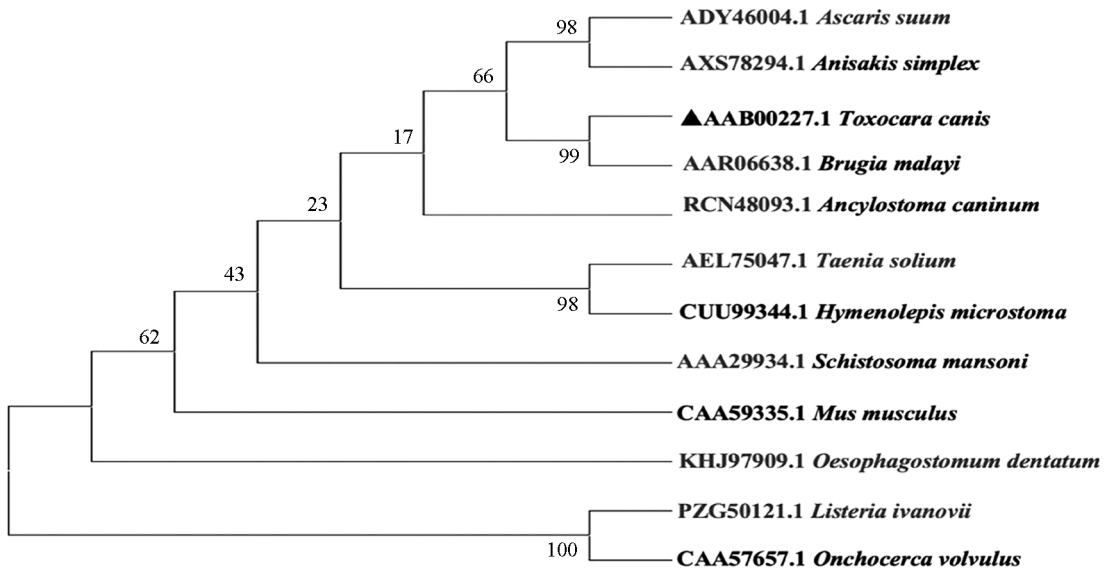 98
ADY46004.1 Ascaris suum
AXS78294.1 Anisakis simplex
66
▲AAB00227.1 Toxocara canis
17
99
AAR06638.1 Brugia malayi
23
RCN48093.1 Ancylostoma caninum
43
AEL75047.1 Taenia solium
98
CUU99344.1 Hymenolepis microstoma
62
AAA29934.1 Schistosoma mansoni
CAA59335.1 Mus musculus
KHJ97909.1 Oesophagostomum dentatum
PZG50121.1 Listeria ivanovii
100
CAA57657.1 Onchocerca volvulus